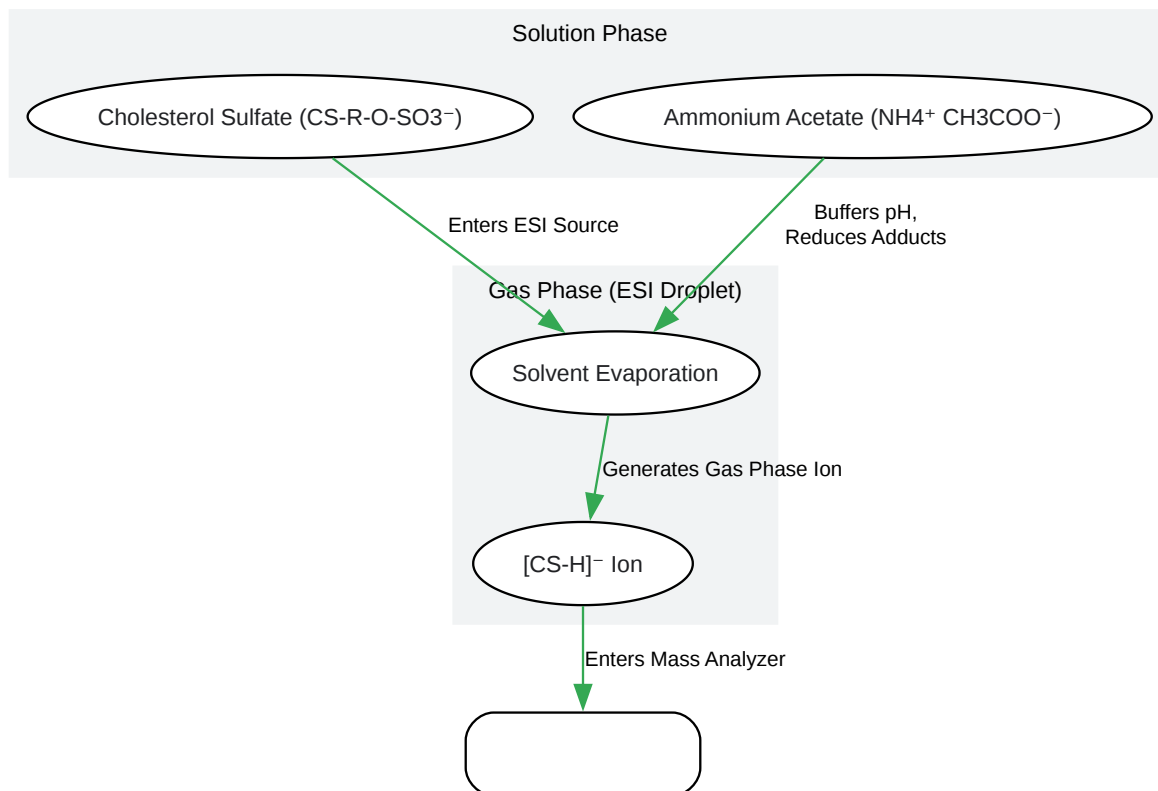 Solution Phase
Cholesterol Sulfate (CS-R-O-SO3⁻)
Ammonium Acetate (NH4⁺ CH3COO⁻)
Enters ESI Source
Buffers pH,
Reduces Adducts
Gas Phase (ESI Droplet)
Solvent Evaporation
Generates Gas Phase Ion
[CS-H]⁻ Ion
Enters Mass Analyzer